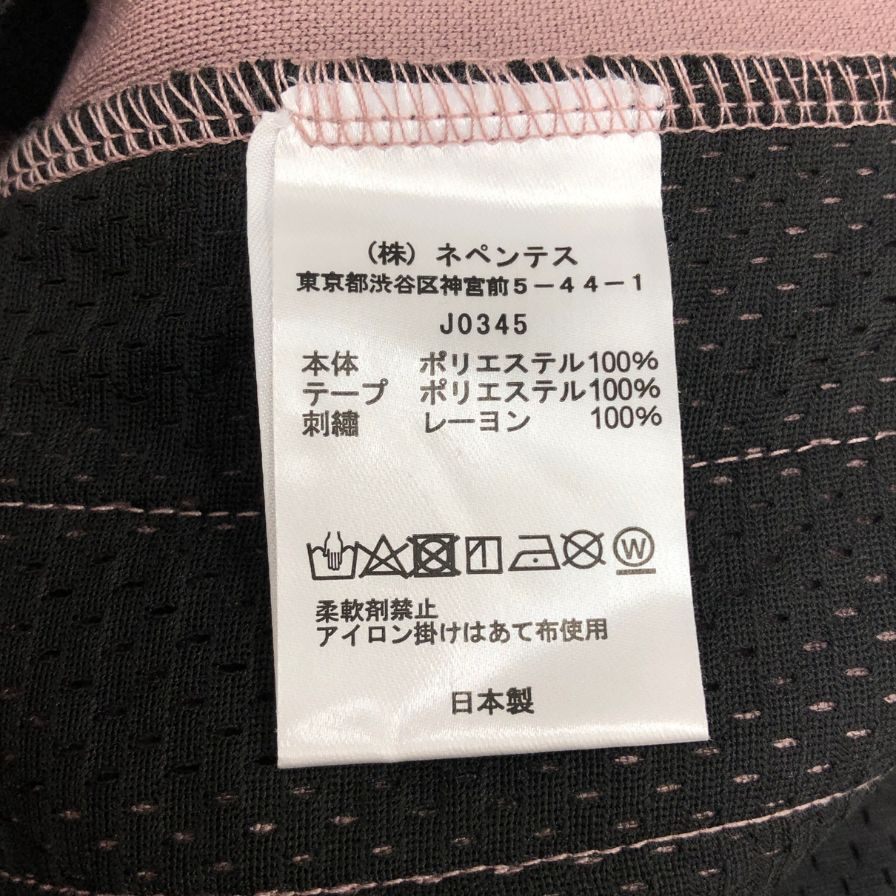 (株) ネペンテス
東京都渋谷区神宮前5-44-1
J0345
本体 ポリエステル100%
テープ ポリエステル100%
刺繡 レーヨン 100%
W
柔軟剤禁止
アイロン掛けはあて布使用
日本製